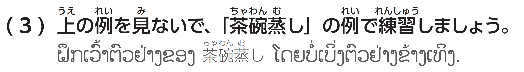 (3) 上の例を見ないで、「茶碗蒸し」の例で練習しましょう。
ຝຶກເວົ້າຕົວຢ່າງຂອງ 茶碗蒸し ໂດຍບໍ່ເບິ່ງຕົວຢ່າງຂ້າງເທິງ.